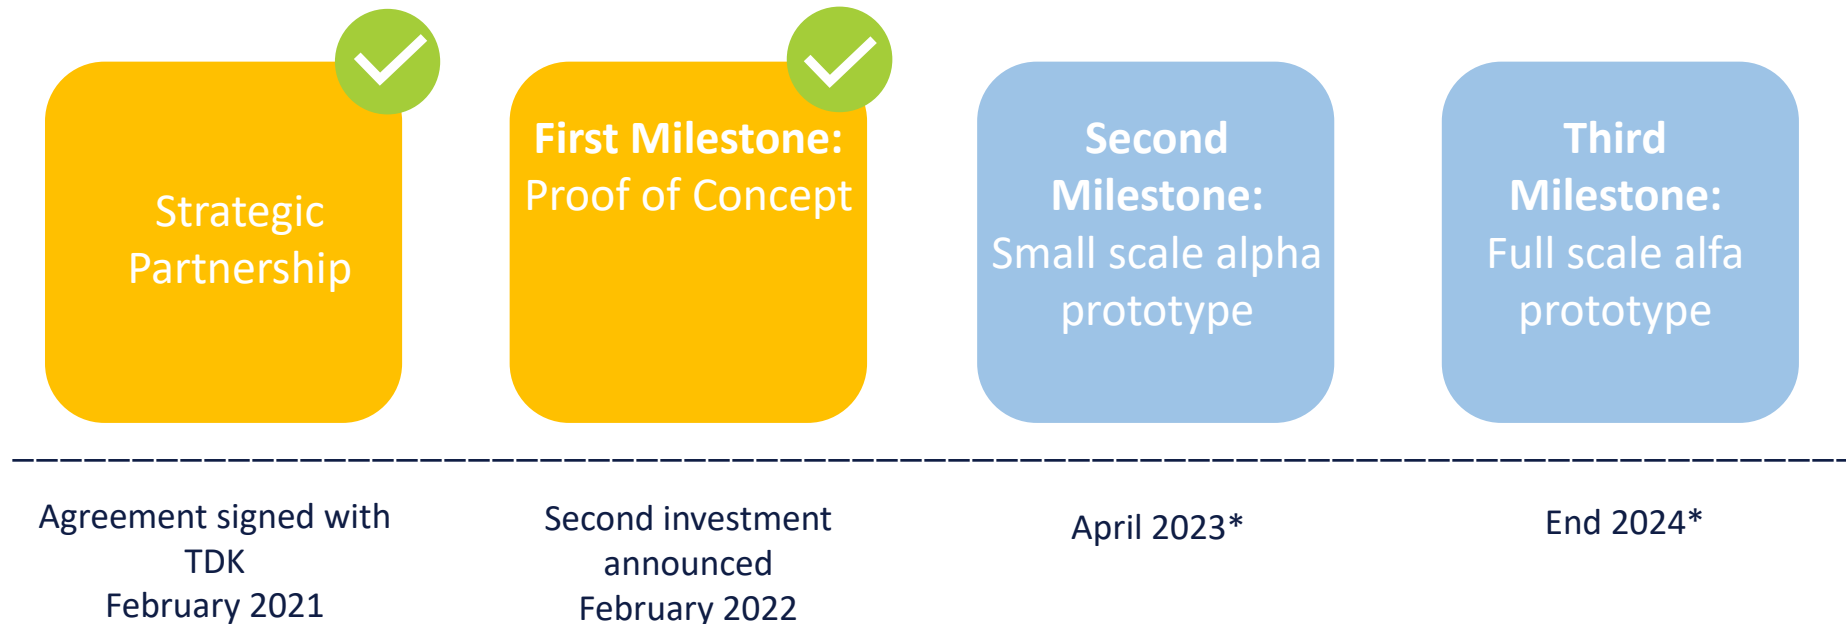 Strategic
Partnership
First Milestone:
Proof of Concept
Second
Milestone:
Small scale alpha
prototype
Third
Milestone:
Full scale alfa
prototype
Agreement signed with
TDK
February 2021
Second investment
announced
February 2022
April 2023*
End 2024*